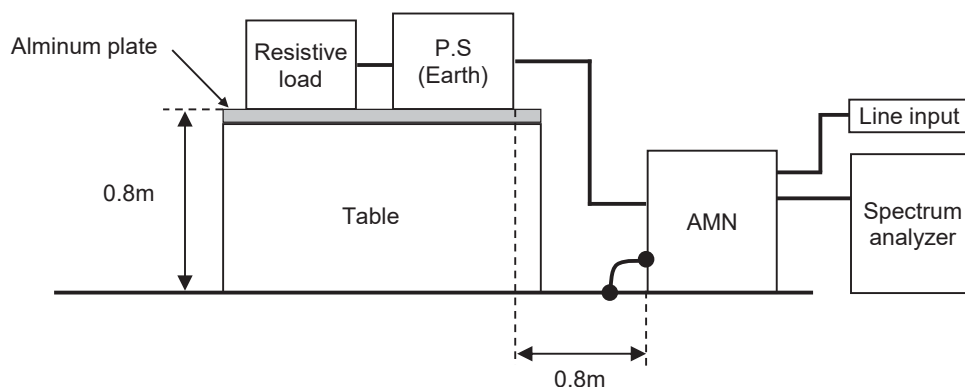 Alminum plate
Resistive
load
P.S
(Earth)
Line input
0.8m
Table
AMN
Spectrum
analyzer
0.8m